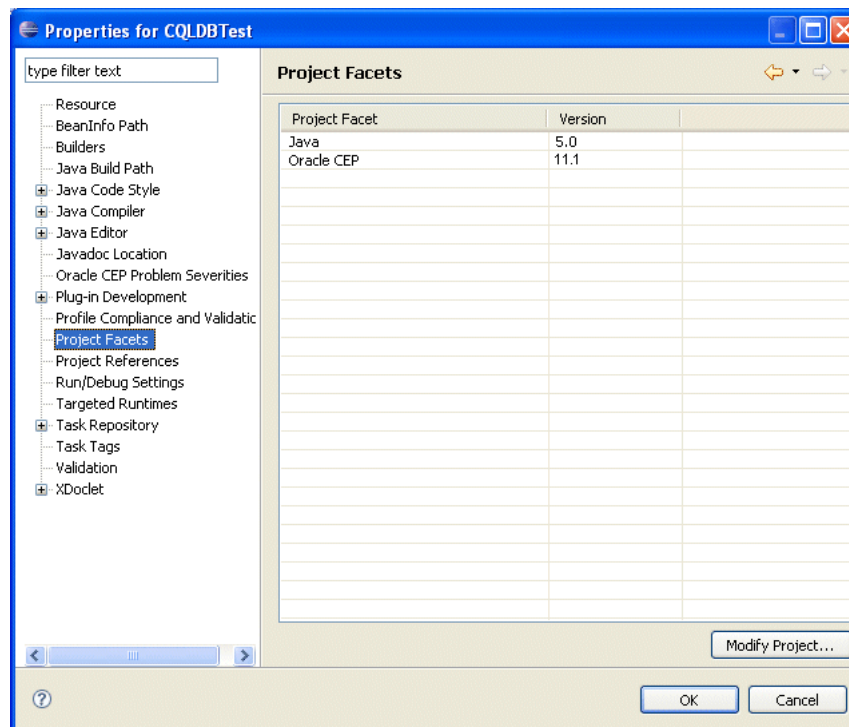 Properties for CQLDBTest
type filter text
Resource
BeanInfo Path
Builders
Java Build Path
Java Code Style
Java Compiler
Java Editor
Javadoc Location
Oracle CEP Problem Severities
Plug-in Development
Profile Compliance and Validatic
Project Facets
Project References
Run/Debug Settings
Targeted Runtimes
Task Repository
Task Tags
Validation
XDoclet
Project Facets
Project Facet Version
Java 5.0
Oracle CEP 11.1
Modify Project...
OK Cancel